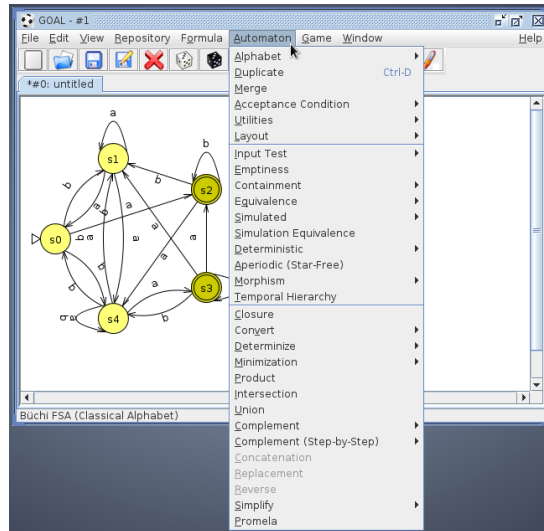 GOAL - #1
File Edit View Repository Formula Automaton Game Window Help
*#0: untitled
Alphabet
Duplicate Ctrl-D
Merge
Acceptance Condition
Utilities
Layout
Input Test
Emptiness
Containment
Equivalence
Simulated
Simulation Equivalence
Deterministic
Aperiodic (Star-Free)
Morphism
Temporal Hierarchy
Closure
Convert
Determinize
Minimization
Product
Intersection
Union
Complement
Complement (Step-by-Step)
Concatenation
Replacement
Reverse
Simplify
Promela
a
s1
b
b
b
s2
a
b
a
a
s0
b
a
a
a
a
b
b
a
s3
b
a
s4
b
Büchi FSA (Classical Alphabet)